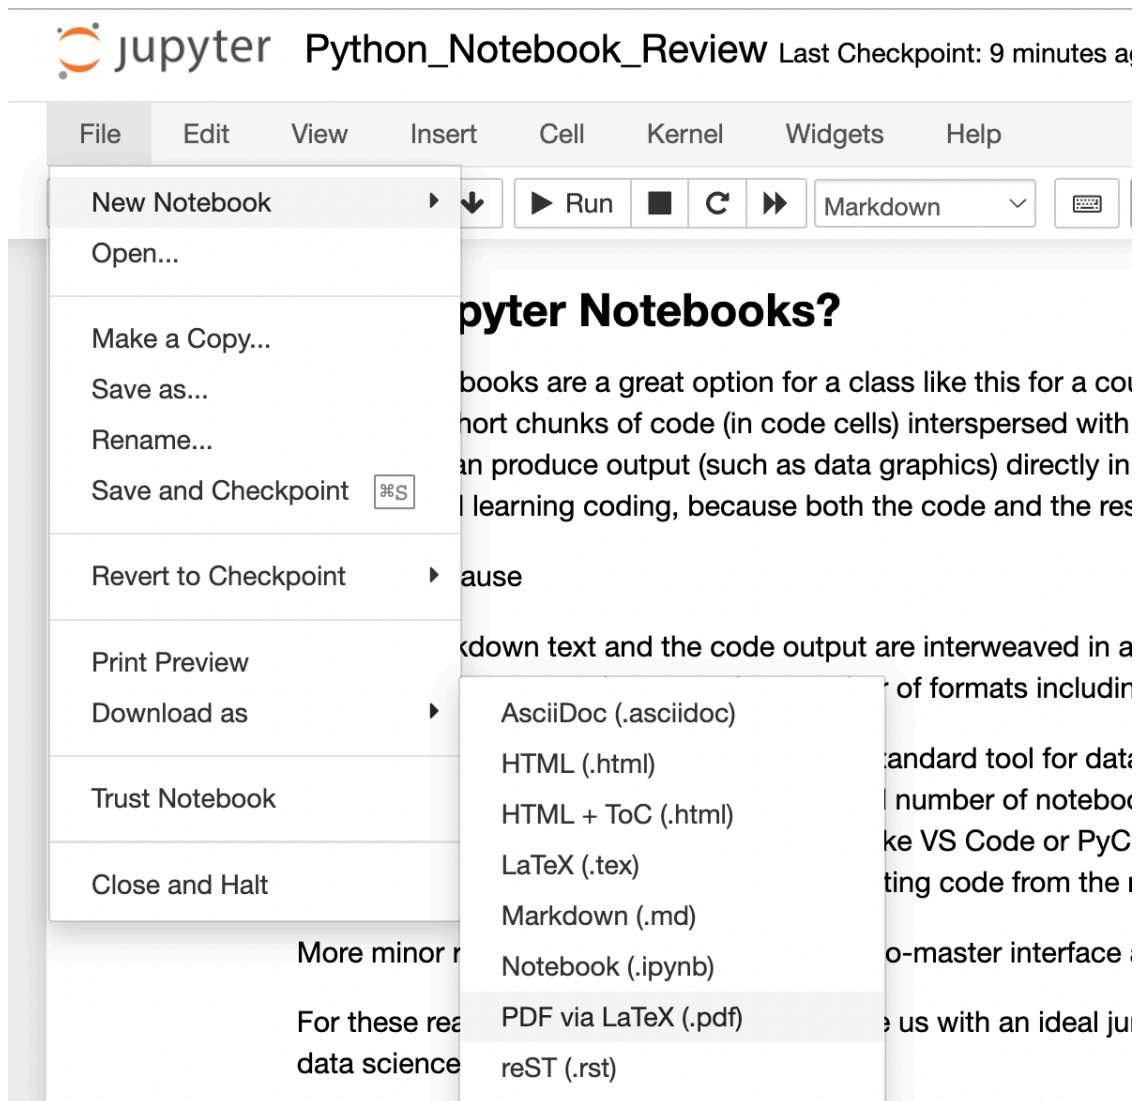 jupyter Python_Notebook_Review Last Checkpoint: 9 minutes
File Edit View Insert Cell Kernel Widgets Help
New Notebook
Run Markdown
Open...
Make a Copy...
Save as...
Rename...
Save and Checkpoint ⌘S
Revert to Checkpoint
Print Preview
Download as
Trust Notebook
Close and Halt
AsciiDoc (.asciidoc)
HTML (.html)
HTML + ToC (.html)
LaTeX (.tex)
Markdown (.md)
Notebook (.ipynb)
PDF via LaTeX (.pdf)
reST (.rst)
pyter Notebooks?
books are a great option for a class like this for a
hort chunks of code (in code cells) interspersed with
an produce output (such as data graphics) directly in
learning coding, because both the code and the
ause
kdown text and the code output are interweaved in
of formats
tandard tool for
number of
ke VS Code or
ting code from the
More minor
o-master interface
For these
us with an ideal
data science